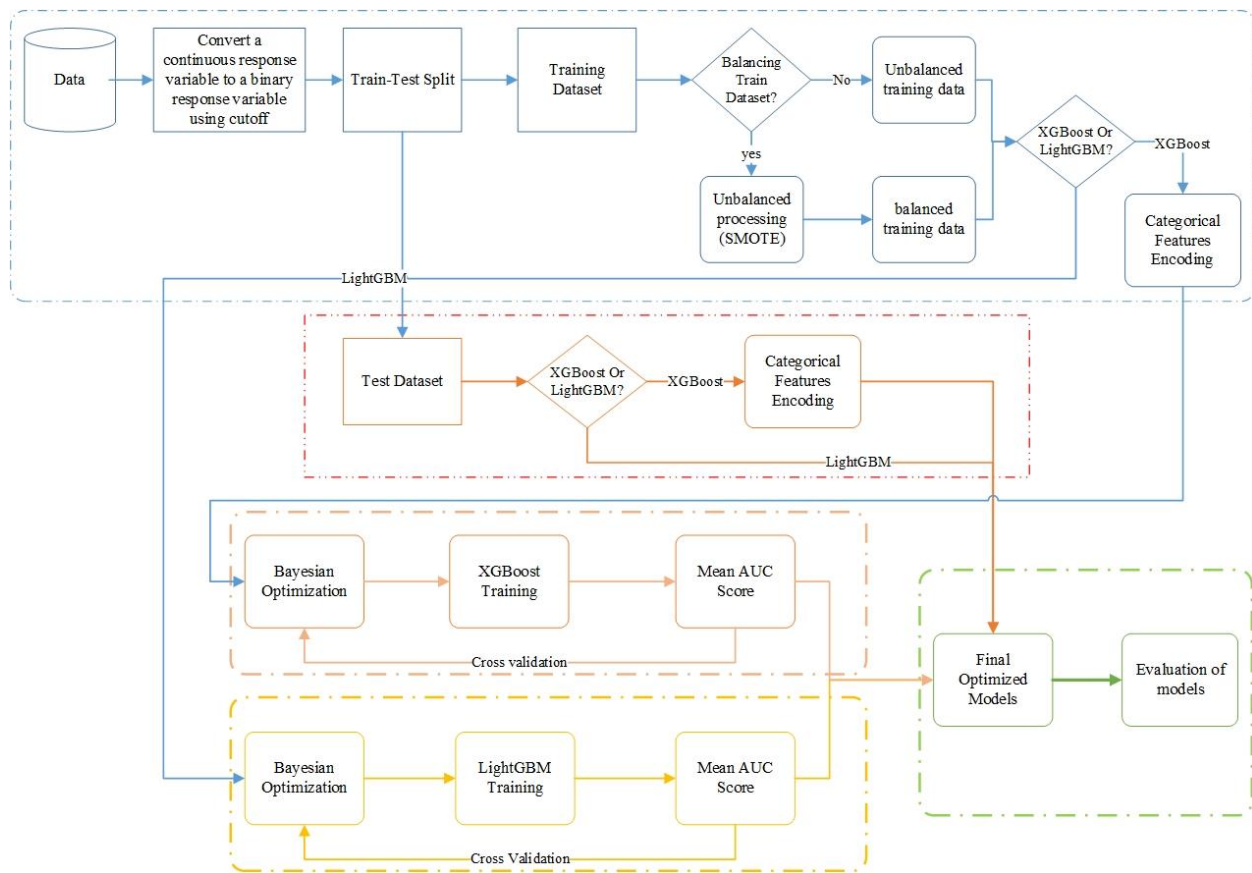 Data
Convert a
continuous response
variable to a binary
response variable
using cutoff
Train-Test Split
Training
Dataset
Balancing
Train
Dataset?
No
Unbalanced
training data
XGBoost Or
LightGBM?
XGBoost
yes
Unbalanced
processing
(SMOTE)
balanced
training data
Categorical
Features
Encoding
LightGBM
Test Dataset
XGBoost Or
LightGBM?
XGBoost
Categorical
Features
Encoding
LightGBM
Bayesian
Optimization
XGBoost
Training
Mean AUC
Score
Cross validation
Final
Optimized
Models
Evaluation of
models
Bayesian
Optimization
LightGBM
Training
Mean AUC
Score
Cross Validation